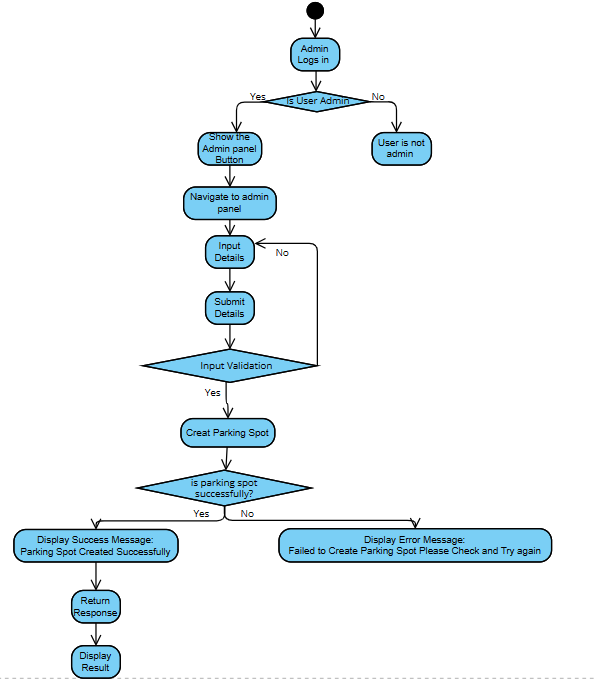 Admin
Logs in
Yes
Is User Admin
No
Show the
Admin panel
Button
User is not
admin
Navigate to admin
panel
Input
Details
No
Submit
Details
Input Validation
Yes
Creat Parking Spot
is parking spot
successfully?
Yes
No
Display Success Message:
Parking Spot Created Successfully
Display Error Message:
Failed to Create Parking Spot Please Check and Try again
Return
Response
Display
Result